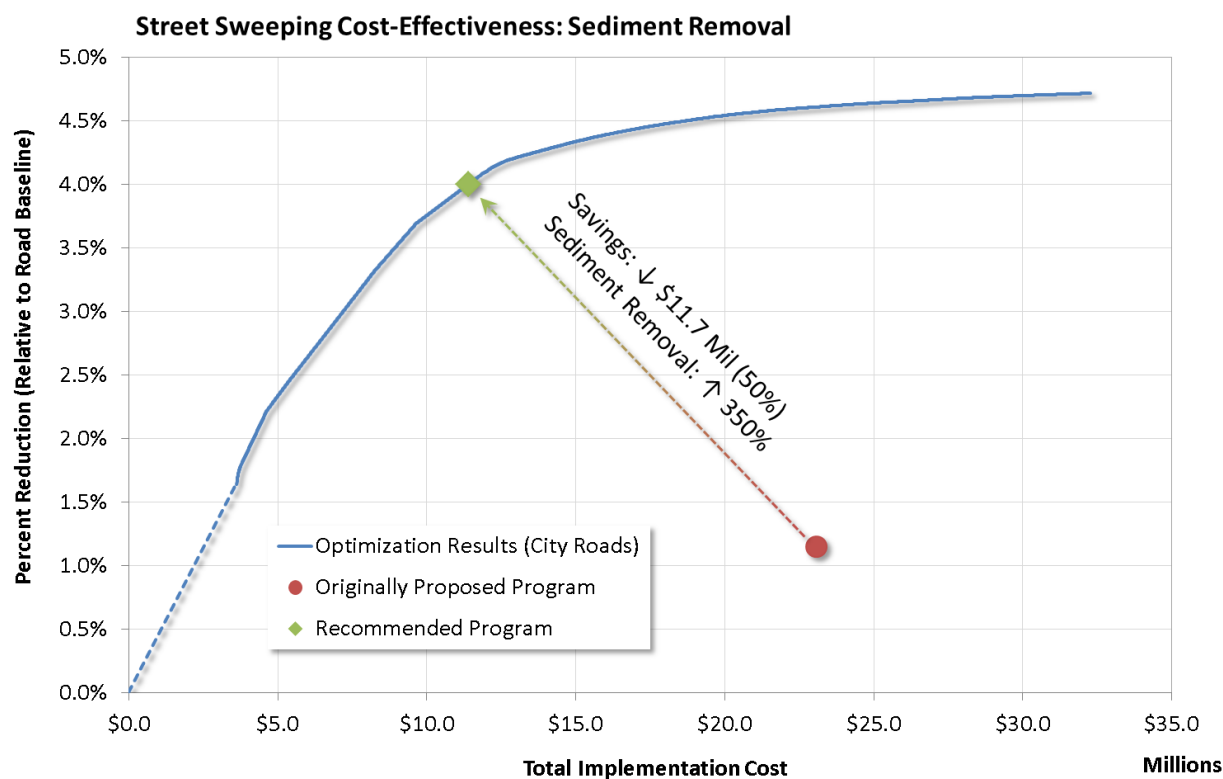 Street Sweeping Cost-Effectiveness: Sediment Removal
Percent Reduction (Relative to Road Baseline)
5.0%
4.5%
4.0%
3.5%
3.0%
2.5%
2.0%
1.5%
1.0%
0.5%
0.0%
Savings: ↓ $11.7 Mil (50%)
Sediment Removal: ↑ 350%
Optimization Results (City Roads)
Originally Proposed Program
Recommended Program
$0.0 $5.0 $10.0 $15.0 $20.0 $25.0 $30.0 $35.0
Total Implementation Cost
Millions